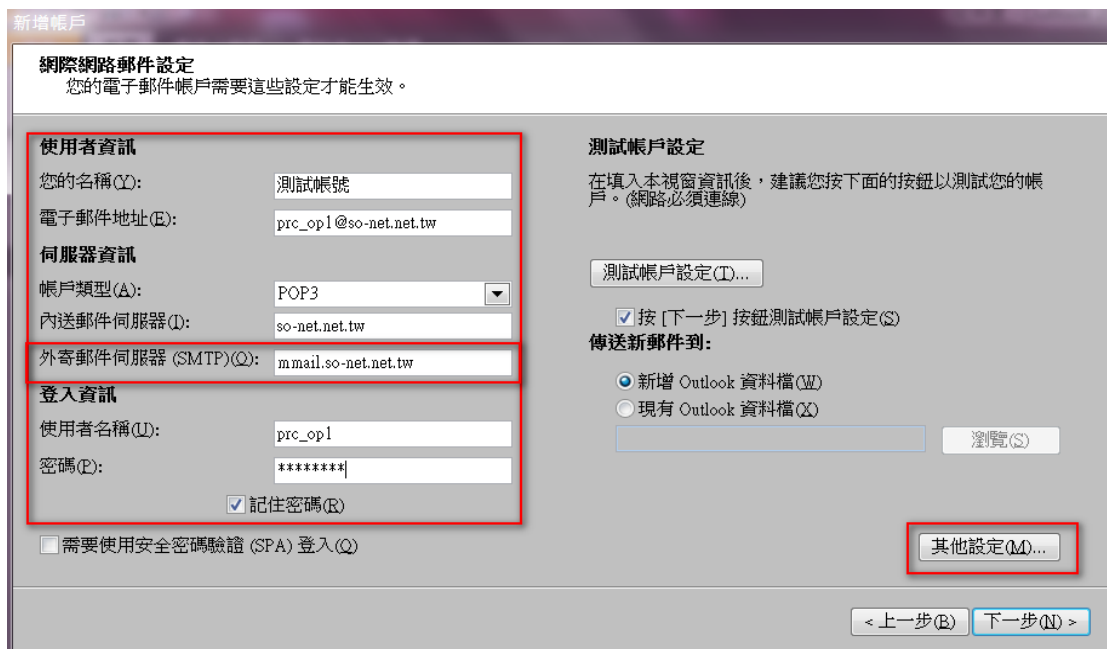 新增帳戶
網際網路郵件設定
您的電子郵件帳戶需要這些設定才能生效。
使用者資訊
您的名稱(Y):
測試帳號
電子郵件地址(E):
prc_op1@so-net.net.tw
伺服器資訊
帳戶類型(A):
POP3
內送郵件伺服器(I):
so-net.net.tw
外寄郵件伺服器 (SMTP)(O):
mmail.so-net.net.tw
登入資訊
使用者名稱(U):
prc_op1
密碼(P):
********
記住密碼(R)
需要使用安全密碼驗證 (SPA) 登入(Q)
測試帳戶設定
在填入本視窗資訊後，建議您按下面的按鈕以測試您的帳
戶。(網路必須連線)
測試帳戶設定(T)...
按 [下一步] 按鈕測試帳戶設定(S)
傳送新郵件到:
新增 Outlook 資料檔(W)
現有 Outlook 資料檔(X)
瀏覽(S)
其他設定(M)...
< 上一步(B)
下一步(N) >